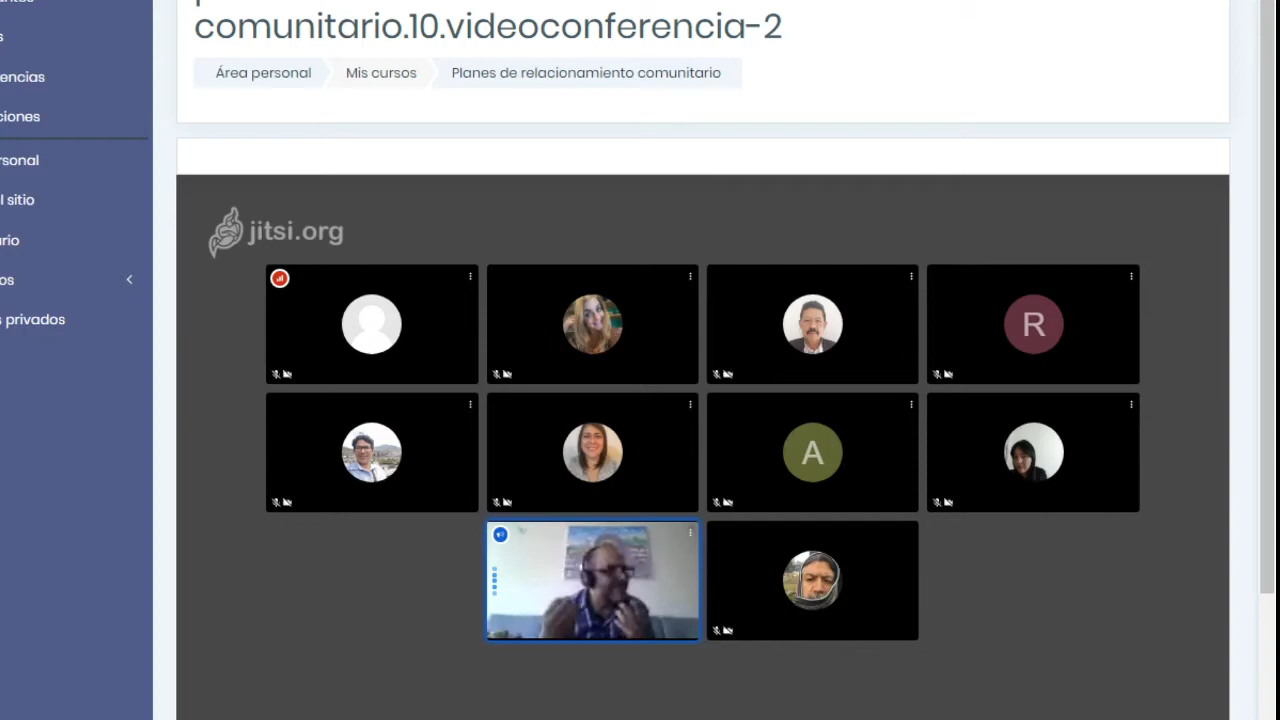 comunitario.10.videoconferencia-2
Área personal
Mis cursos
Planes de relacionamiento comunitario
encias
ciones
rsonal
l sitio
rio
os
s privados
jitsi.org
R
A